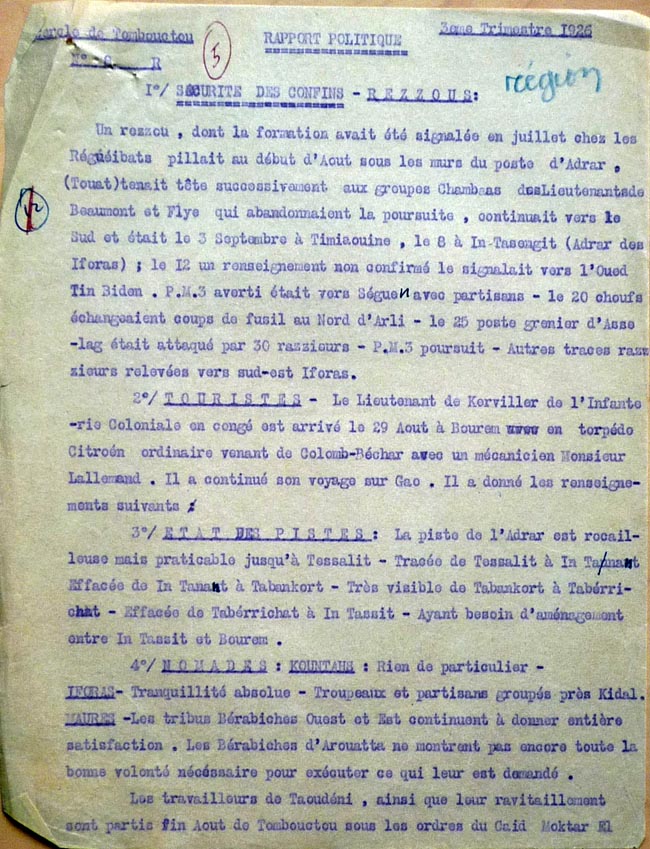 Cercle de Tombouctou
5
RAPPORT POLITIQUE
3ème Trimestre 1926
N° R
région
I°/ SECURITE DES CONFINS - REZZOUS:
Un rezzou , dont la formation avait été signalée en juillet chez les
Réguéibats pillait au début d'Aout sous les murs du poste d'Adrar ,
(Touat)tenait tête successivement aux groupes Chambaas desLieutenantsde
Beaumont et Flye qui abandonnaient la poursuite , continuait vers le
Sud et était le 3 Septembre à Timiaouine , le 8 à In-Tasengit (Adrar des
Iforas) ; le I2 un renseignement non confirmé le signalait vers l'Oued
Tin Biden . P.M.3 averti était vers Séguen avec partisans - le 20 choufs
échangeaient coups de fusil au Nord d'Arli - le 25 poste grenier d'Asse
-lag était attaqué par 30 razzieurs - P.M.3 poursuit - Autres traces raz
zieurs relevées vers sud-est Iforas.
2°/ TOURISTES - Le Lieutenant de Kerviller de l'Infante
-rie Coloniale en congé est arrivé le 29 Aout à Bourem en torpédo
Citroén ordinaire venant de Colomb-Béchar avec un mécanicien Monsieur
Lallemand . Il a continué son voyage sur Gao . Il a donné les renseigne-
ments suivants :
3°/ ETAT DES PISTES : La piste de l'Adrar est rocail-
leuse mais praticable jusqu'à Tessalit - Tracée de Tessalit à In
Effacée de In Tanant à Tabankort - Très visible de Tabankort à Tabérri-
chat - Effacée de Tabérrichat à In Tassit - Ayant besoin d'aménagement
entre In Tassit et Bourem .
4°/ NOMADES : KOUNTAHS : Rien de particulier -
IFORAS- Tranquillité absolue - Troupeaux et partisans groupés près Kidal.
MAURES -Les tribus Bérabiches Ouest et Est continuent à donner entière
satisfaction . Les Bérabiches d'Arouatta ne montrent pas encore toute la
bonne volonté nécéssaire pour exécuter ce qui leur est demandé .
Les travailleurs de Taoudéni , ainsi que leur ravitaillement
sont partis fin Aout de Tombouctou sous les ordres du Caid Moktar El